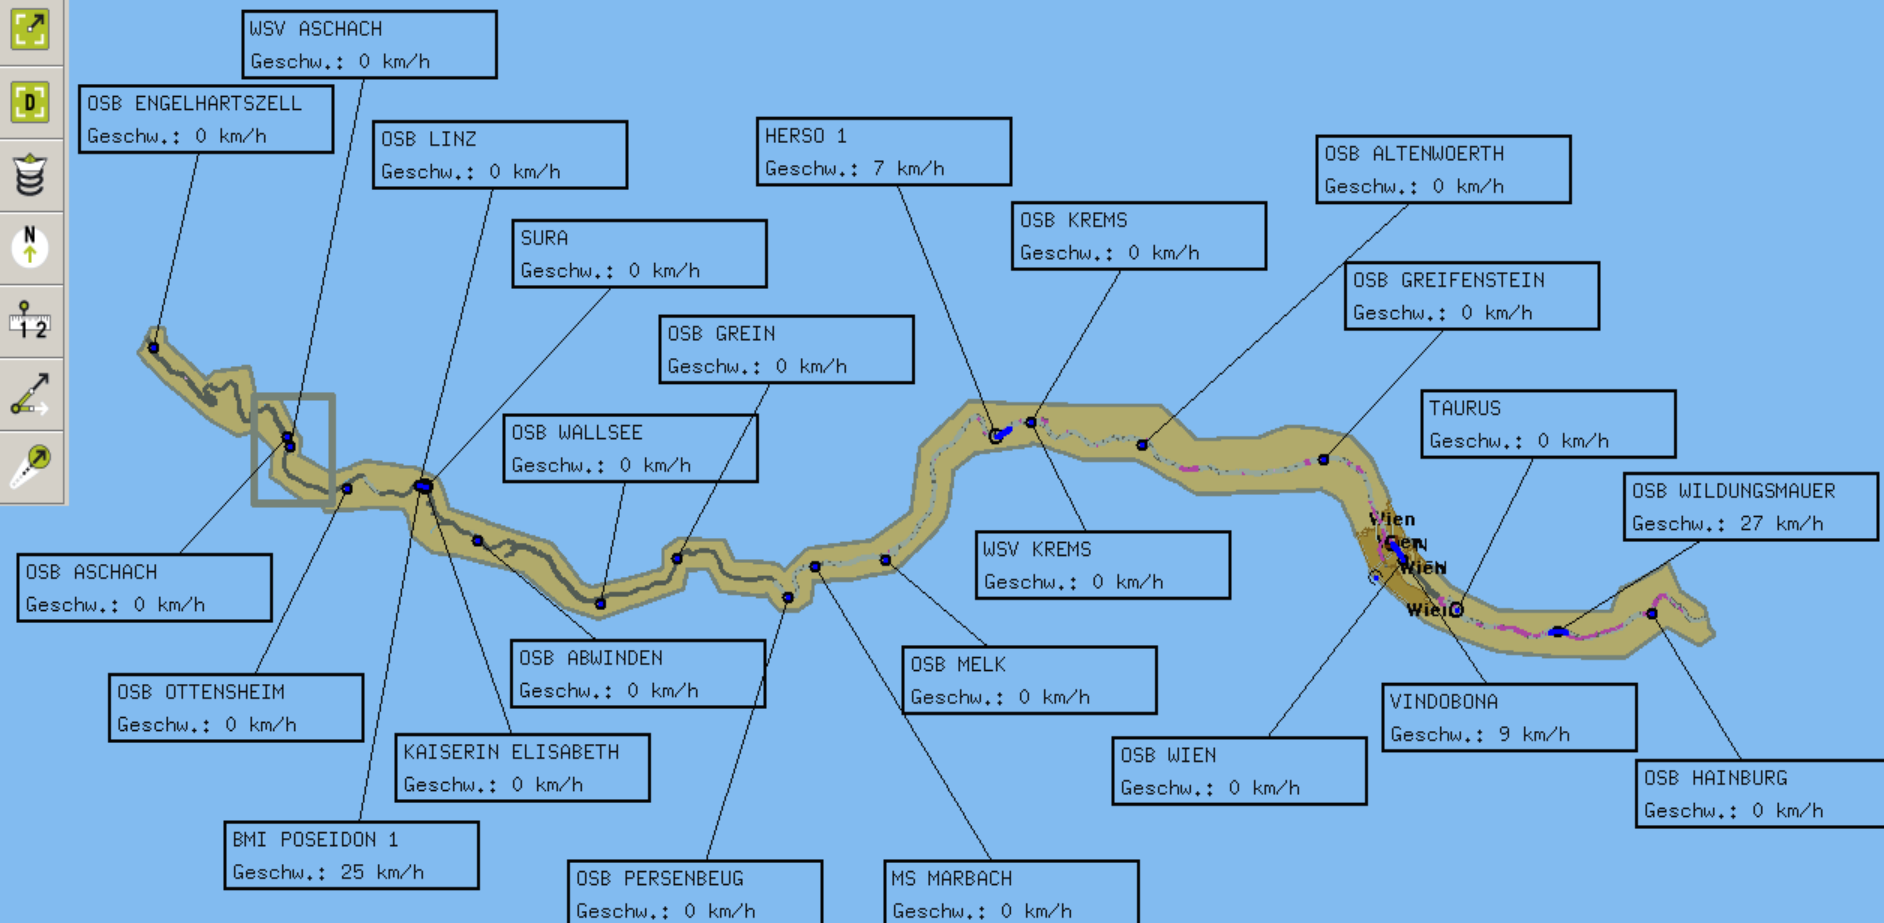 WSV ASCHACH
Geschw.: 0 km/h
OSB ENGELHARTSZELL
Geschw.: 0 km/h
D
N
1 2
OSB LINZ
Geschw.: 0 km/h
HERSO 1
Geschw.: 7 km/h
OSB ALTENWOERTH
Geschw.: 0 km/h
SURA
Geschw.: 0 km/h
OSB KREMS
Geschw.: 0 km/h
OSB GREIFENSTEIN
Geschw.: 0 km/h
OSB GREIN
Geschw.: 0 km/h
OSB WALLSEE
Geschw.: 0 km/h
TAURUS
Geschw.: 0 km/h
OSB WILDUNGSMAUER
Geschw.: 27 km/h
Wien
Wien
OSB ASCHACH
Geschw.: 0 km/h
WSV KREMS
Geschw.: 0 km/h
OSB ABWINDEN
Geschw.: 0 km/h
OSB MELK
Geschw.: 0 km/h
OSB OTTENSHEIM
Geschw.: 0 km/h
VINDOBONA
Geschw.: 9 km/h
KAISERIN ELISABETH
Geschw.: 0 km/h
OSB WIEN
Geschw.: 0 km/h
OSB HAINBURG
Geschw.: 0 km/h
BMI POSEIDON 1
Geschw.: 25 km/h
OSB PERSENBEUG
Geschw.: 0 km/h
MS MARBACH
Geschw.: 0 km/h